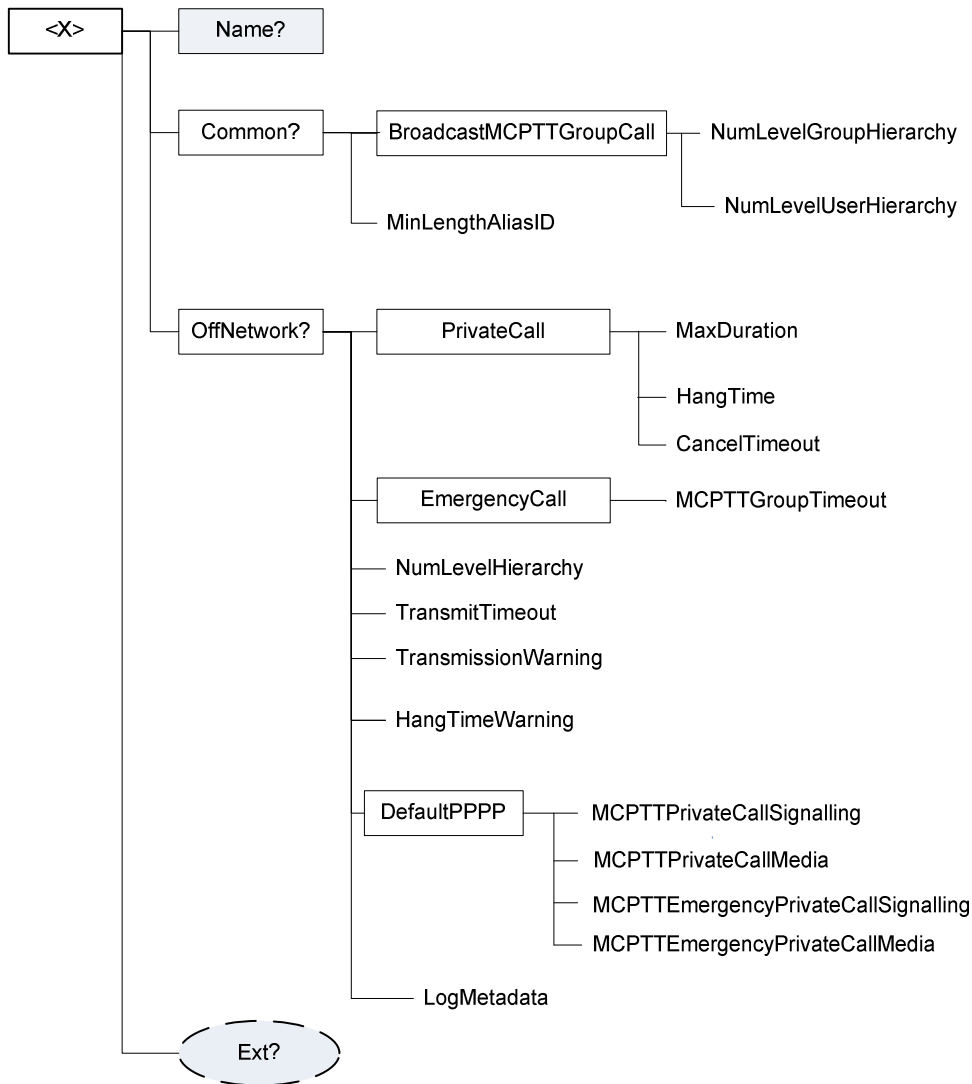 <X>
Name?
Common?
BroadcastMCPTTGroupCall
NumLevelGroupHierarchy
NumLevelUserHierarchy
MinLengthAliasID
OffNetwork?
PrivateCall
MaxDuration
HangTime
CancelTimeout
EmergencyCall
MCPTTGroupTimeout
NumLevelHierarchy
TransmitTimeout
TransmissionWarning
HangTimeWarning
DefaultPPPP
MCPTTPrivateCallSignalling
MCPTTPrivateCallMedia
MCPTTEmergencyPrivateCallSignalling
MCPTTEmergencyPrivateCallMedia
LogMetadata
Ext?